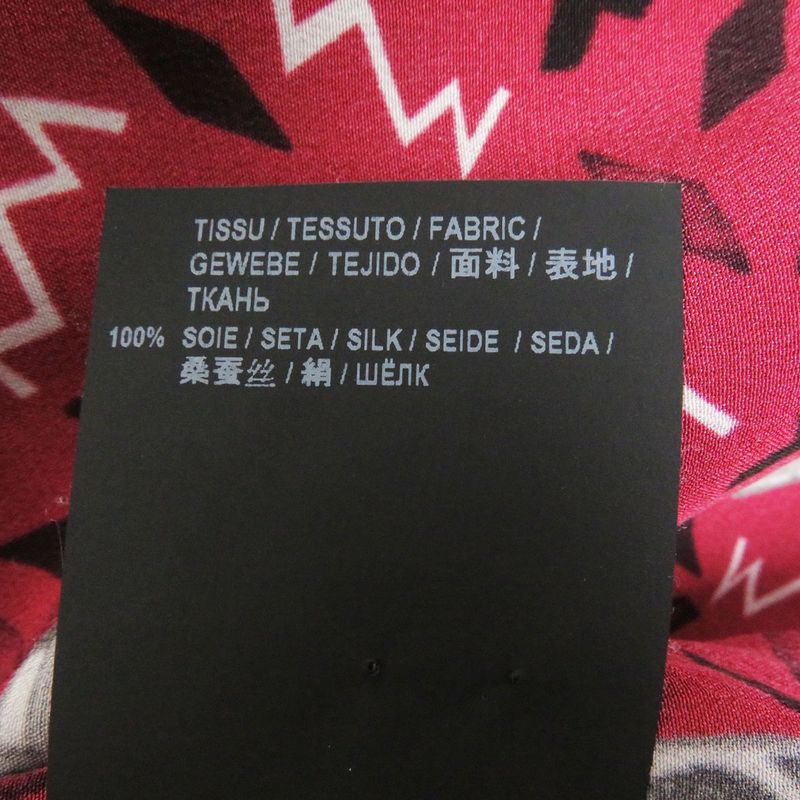 TISSU / TESSUTO / FABRIC /
GEWEBE / TEJIDO / 面料 / 表地 /
ТКАНЬ
100% SOIE / SETA / SILK / SEIDE / SEDA /
桑蚕丝 / 絹 / ШЁЛК